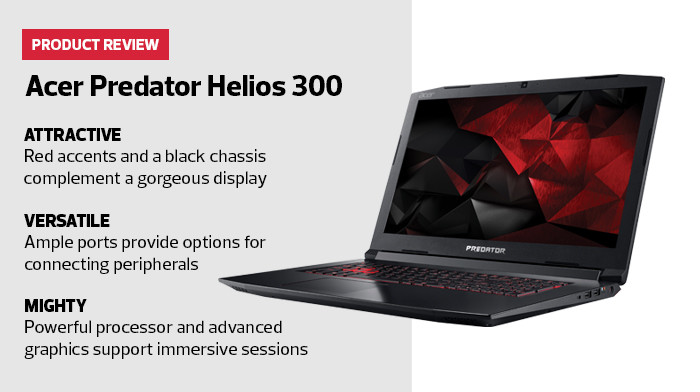 PRODUCT REVIEW
Acer Predator Helios 300
ATTRACTIVE
Red accents and a black chassis
complement a gorgeous display
VERSATILE
Ample ports provide options for
connecting peripherals
MIGHTY
Powerful processor and advanced
graphics support immersive sessions
acer
PREDATOR